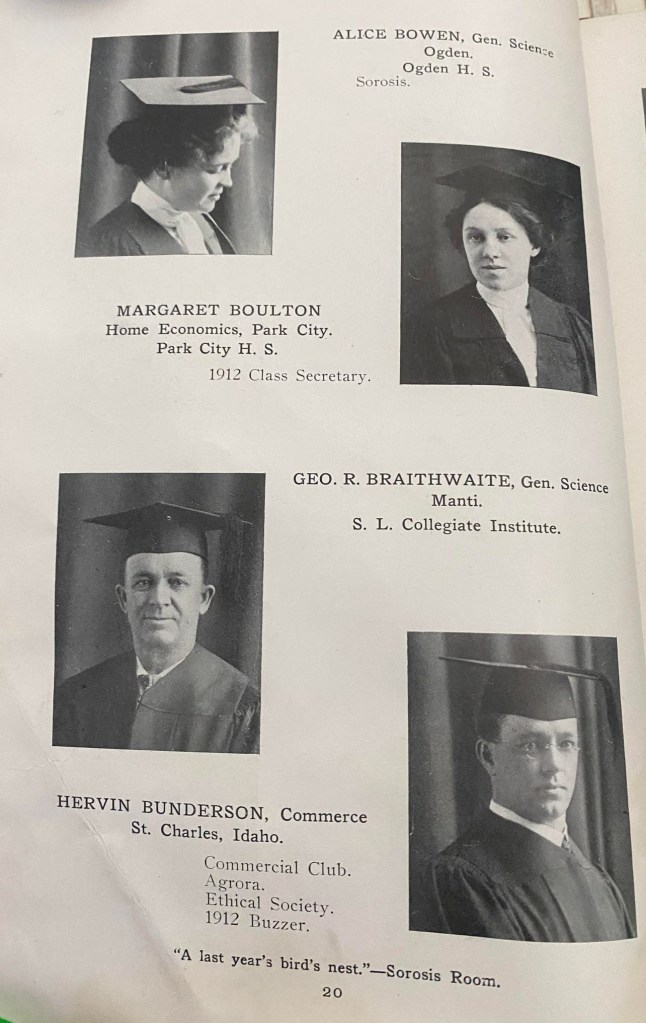 ALICE BOWEN, Gen. Science
Ogden.
Ogden H. S.
Sorosis.
MARGARET BOULTON
Home Economics, Park City.
Park City H. S.
1912 Class Secretary.
GEO. R. BRAITHWAITE, Gen. Science
Manti.
S. L. Collegiate Institute.
HERVIN BUNDERSON, Commerce
St. Charles, Idaho.
Commercial Club.
Agrora.
Ethical Society.
1912 Buzzer.
"A last year's bird's nest."—Sorosis Room.
20